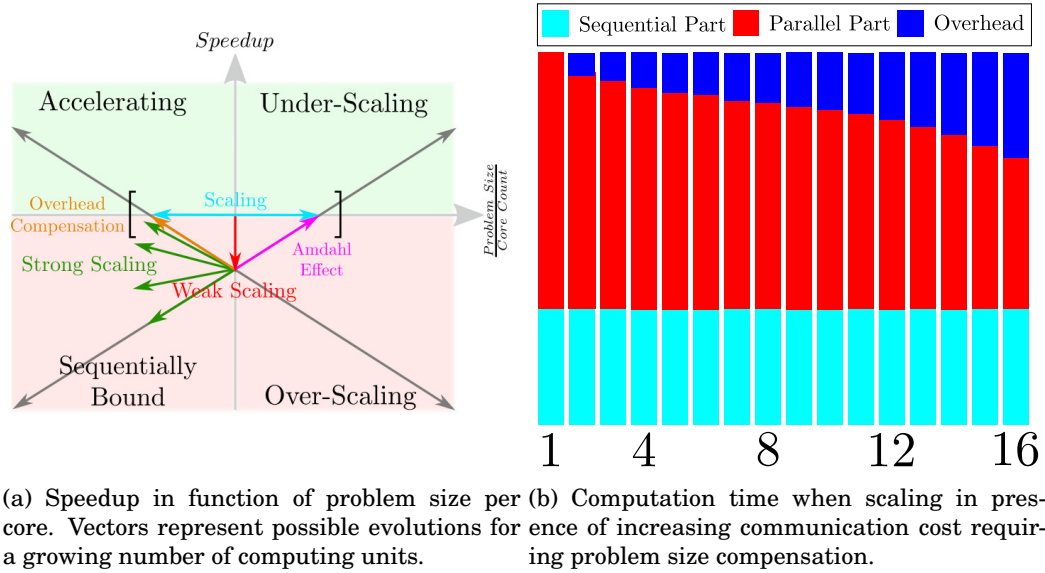 Speedup
Accelerating
Under-Scaling
Overhead
Compensation
Scaling
Problem Size
Core Count
Strong Scaling
Amdahl
Effect
Weak Scaling
Sequentially
Bound
Over-Scaling
Sequential Part Parallel Part Overhead
1 4 8 12 16
(a) Speedup in function of problem size per
core. Vectors represent possible evolutions for
a growing number of computing units.
(b) Computation time when scaling in pres-
ence of increasing communication cost requir-
ing problem size compensation.